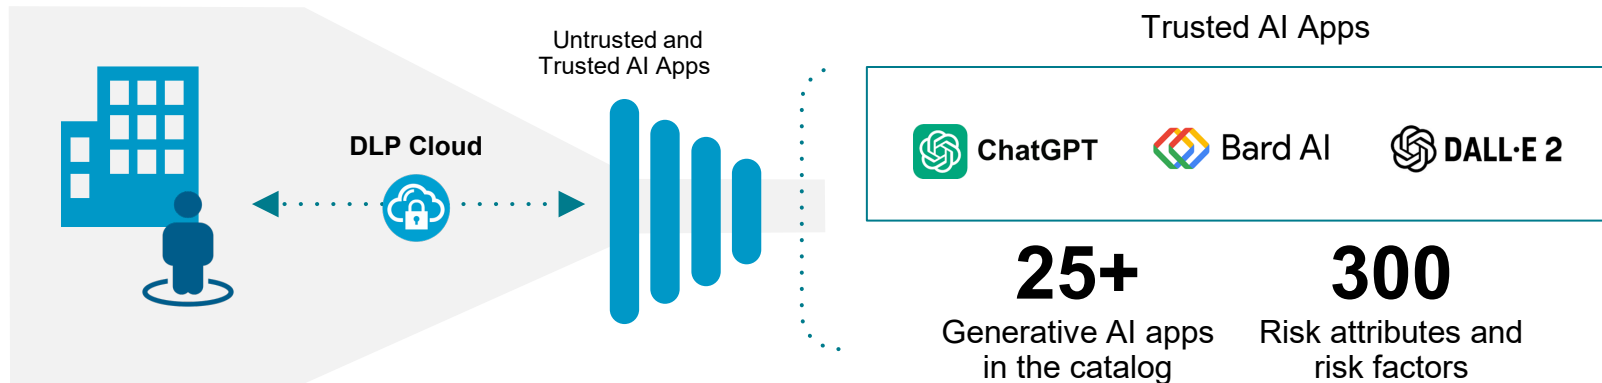 Untrusted and
Trusted AI Apps
DLP Cloud
Trusted AI Apps
ChatGPT
Bard AI
DALL·E 2
25+
Generative AI apps
in the catalog
300
Risk attributes and
risk factors